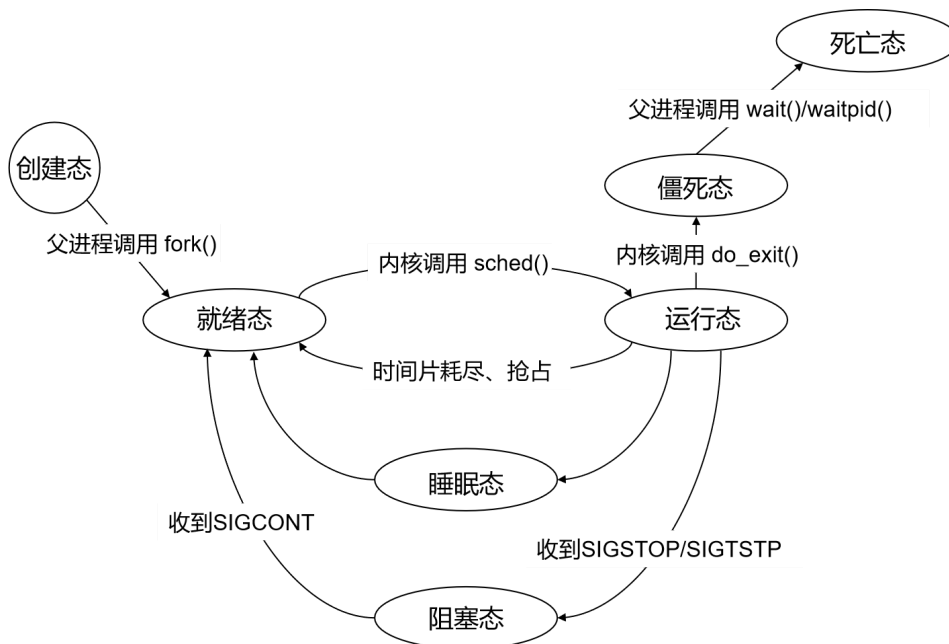 死亡态
父进程调用 wait()/waitpid()
创建态
僵死态
父进程调用 fork()
内核调用 sched()
内核调用 do_exit()
就绪态
运行态
时间片耗尽、抢占
睡眠态
收到SIGCONT
收到SIGSTOP/SIGTSTP
阻塞态